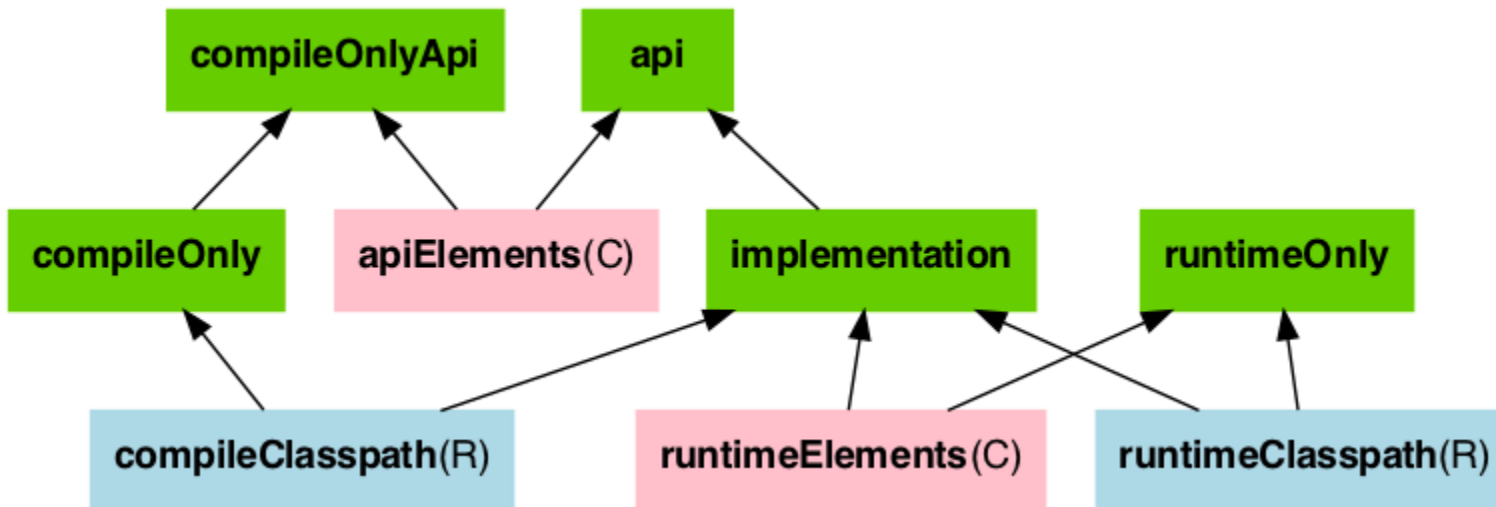 compileOnlyApi
api
compileOnly
apiElements(C)
implementation
runtimeOnly
compileClasspath(R)
runtimeElements(C)
runtimeClasspath(R)